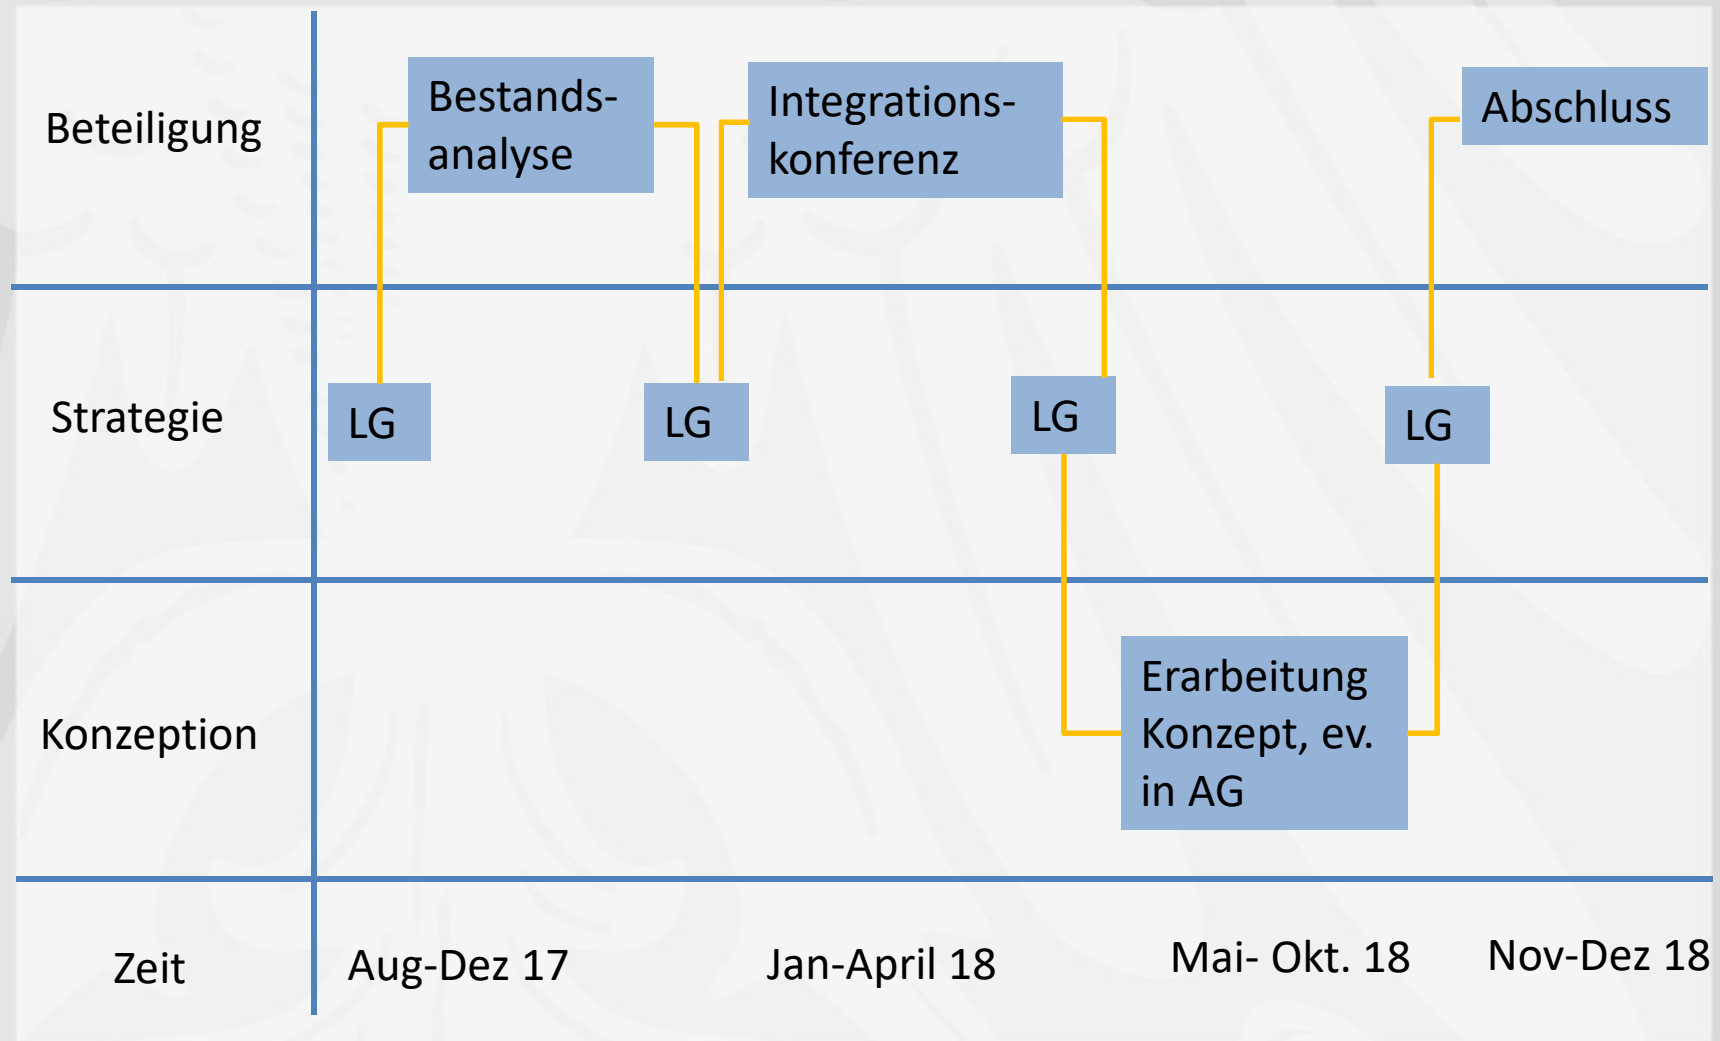 Beteiligung
Bestands-
analyse
Integrations-
konferenz
Abschluss
Strategie
LG
LG
LG
LG
Konzeption
Erarbeitung
Konzept, ev.
in AG
Zeit
Aug-Dez 17
Jan-April 18
Mai- Okt. 18
Nov-Dez 18